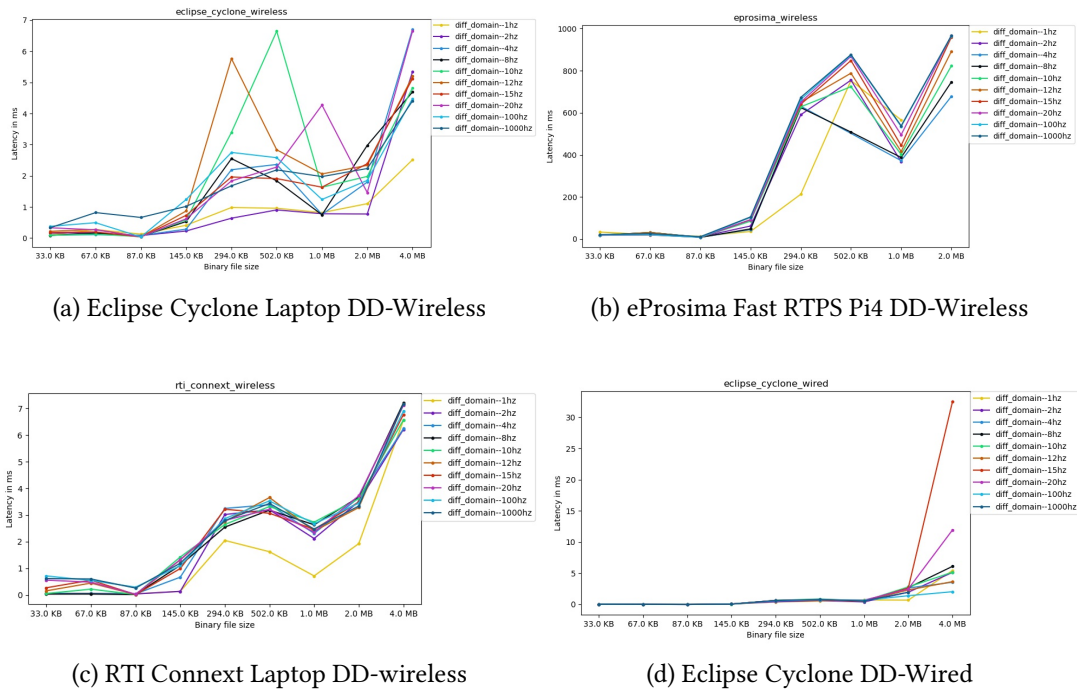 eclipse_cyclone_wireless
Latency in ms
7
6
5
4
3
2
1
0
33.0 KB 67.0 KB 87.0 KB 145.0 KB 294.0 KB 502.0 KB 1.0 MB 2.0 MB 4.0 MB
Binary file size
diff_domain--1hz
diff_domain--2hz
diff_domain--4hz
diff_domain--8hz
diff_domain--10hz
diff_domain--12hz
diff_domain--15hz
diff_domain--20hz
diff_domain--100hz
diff_domain--1000hz
(a) Eclipse Cyclone Laptop DD-Wireless
eprosima_wireless
Latency in ms
1000
800
600
400
200
0
33.0 KB 67.0 KB 87.0 KB 145.0 KB 294.0 KB 502.0 KB 1.0 MB 2.0 MB
Binary file size
diff_domain--1hz
diff_domain--2hz
diff_domain--4hz
diff_domain--8hz
diff_domain--10hz
diff_domain--12hz
diff_domain--15hz
diff_domain--20hz
diff_domain--100hz
diff_domain--1000hz
(b) eProsima Fast RTPS Pi4 DD-Wireless
rti_connext_wireless
Latency in ms
7
6
5
4
3
2
1
0
33.0 KB 67.0 KB 87.0 KB 145.0 KB 294.0 KB 502.0 KB 1.0 MB 2.0 MB 4.0 MB
Binary file size
diff_domain--1hz
diff_domain--2hz
diff_domain--4hz
diff_domain--8hz
diff_domain--10hz
diff_domain--12hz
diff_domain--15hz
diff_domain--20hz
diff_domain--100hz
diff_domain--1000hz
(c) RTI Connext Laptop DD-wireless
eclipse_cyclone_wired
Latency in ms
30
25
20
15
10
5
0
33.0 KB 67.0 KB 87.0 KB 145.0 KB 294.0 KB 502.0 KB 1.0 MB 2.0 MB 4.0 MB
Binary file size
diff_domain--1hz
diff_domain--2hz
diff_domain--4hz
diff_domain--8hz
diff_domain--10hz
diff_domain--12hz
diff_domain--15hz
diff_domain--20hz
diff_domain--100hz
diff_domain--1000hz
(d) Eclipse Cyclone DD-Wired